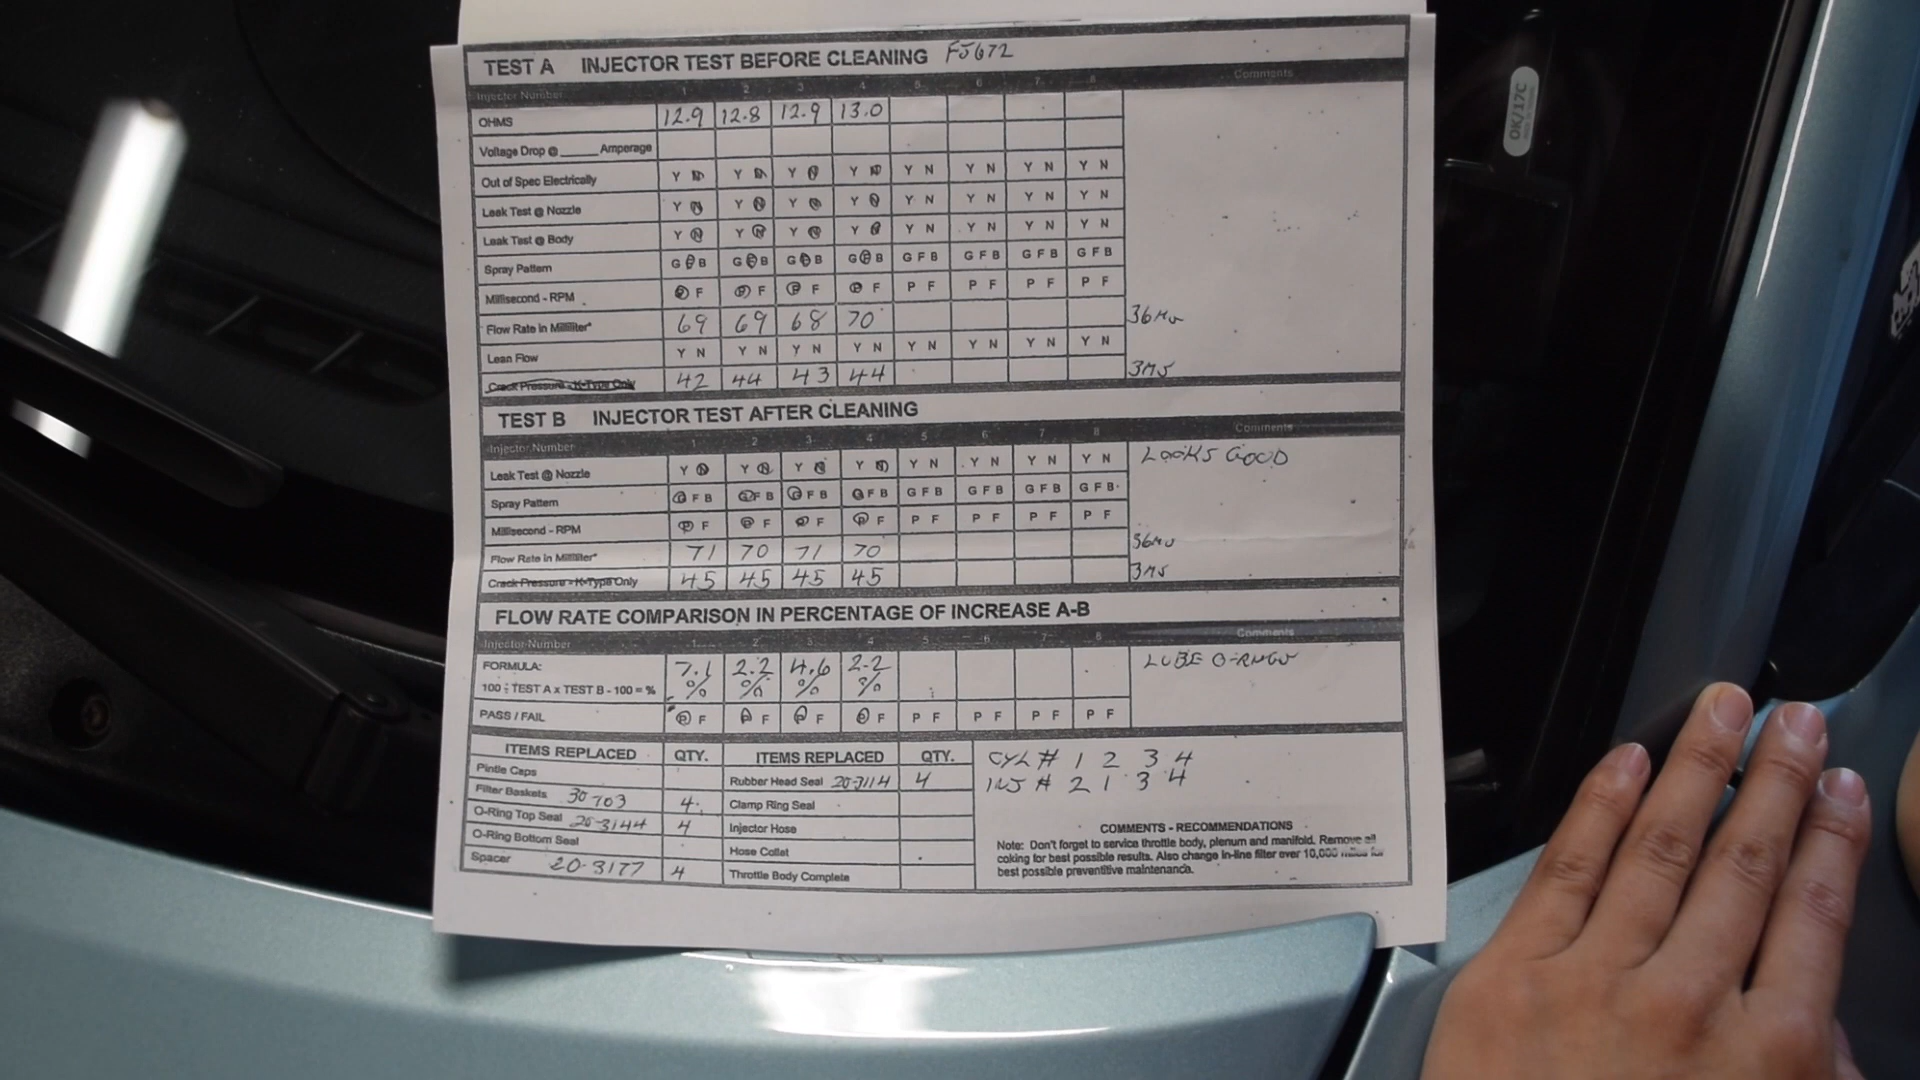 TEST A INJECTOR TEST BEFORE CLEANING FJ672
Injector Number 1 2 3 4 5 6 7 8 Comments
OHMS 12.9 12.8 12.9 13.0
Voltage Drop @ ______ Amperage
Out of Spec Electrically Y N Y N Y N Y N Y N Y N Y N Y N
Leak Test @ Nozzle Y N Y N Y N Y N Y N Y N Y N Y N
Leak Test @ Body Y N Y N Y N Y N Y N Y N Y N Y N
Spray Pattern G F B G F B G F B G F B G F B G F B G F B G F B
Millisecond - RPM P F P F P F P F P F P F P F P F
Flow Rate in Milliliter* 69 69 68 70
Lean Flow Y N Y N Y N Y N Y N Y N Y N Y N
Crack Pressure - K-Type Only 42 44 43 44 3MS
TEST B INJECTOR TEST AFTER CLEANING
Injector Number 1 2 3 4 5 6 7 8 Comments
Leak Test @ Nozzle Y N Y N Y N Y N Y N Y N Y N Y N LOOKS GOOD
Spray Pattern G F B G F B G F B G F B G F B G F B G F B G F B
Millisecond - RPM P F P F P F P F P F P F P F P F
Flow Rate in Milliliter* 71 70 71 70
Crack Pressure - K-Type Only 45 45 45 45 3MS
FLOW RATE COMPARISON IN PERCENTAGE OF INCREASE A-B
Injector Number 1 2 3 4 5 6 7 8 Comments
FORMULA: 7.1 2.2 4.6 2.2 LUBE O-RINGS
100 ÷ TEST A x TEST B - 100 = % % % % %
PASS / FAIL P F P F P F P F P F P F P F P F
ITEMS REPLACED QTY. ITEMS REPLACED QTY.
Pintle Caps Rubber Head Seal 20-3114 4
Filter Baskets 30703 4 Clamp Ring Seal
O-Ring Top Seal 20-3144 4 Injector Hose
O-Ring Bottom Seal Hose Collet
Spacer 20-3177 4 Throttle Body Complete
CYL # 1 2 3 4
INJ # 2 1 3 4
COMMENTS - RECOMMENDATIONS
Note: Don't forget to service throttle body, plenum and manifold. Remove all
coking for best possible results. Also change in-line filter over 10,000 miles for
best possible preventitive maintenance.
OK/17C